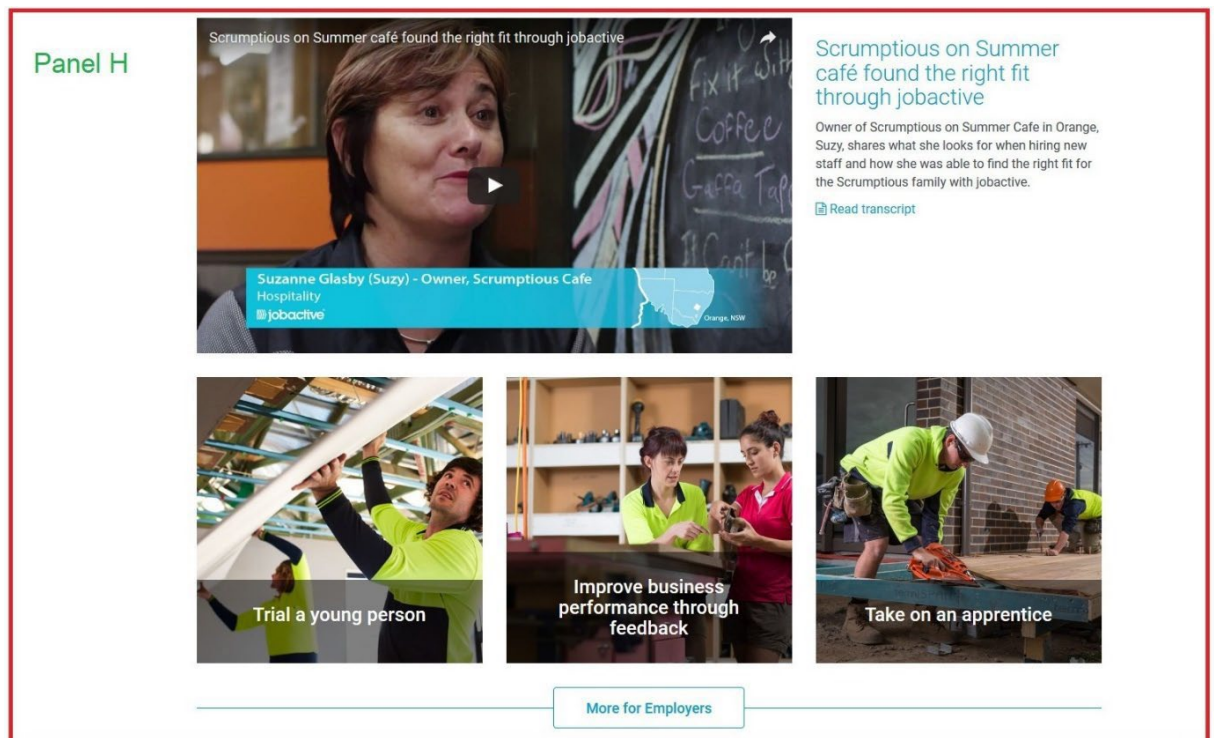 Panel H
Scrumptious on Summer café found the right fit through jobactive
Fix it with
Coffee
Gaffa Tape
If Cant be
Suzanne Glasby (Suzy) - Owner, Scrumptious Cafe
Hospitality
jobactive
Orange, NSW
Scrumptious on Summer
café found the right fit
through jobactive
Owner of Scrumptious on Summer Cafe in Orange,
Suzy, shares what she looks for when hiring new
staff and how she was able to find the right fit for
the Scrumptious family with jobactive.
Read transcript
Trial a young person
Improve business
performance through
feedback
Take on an apprentice
More for Employers